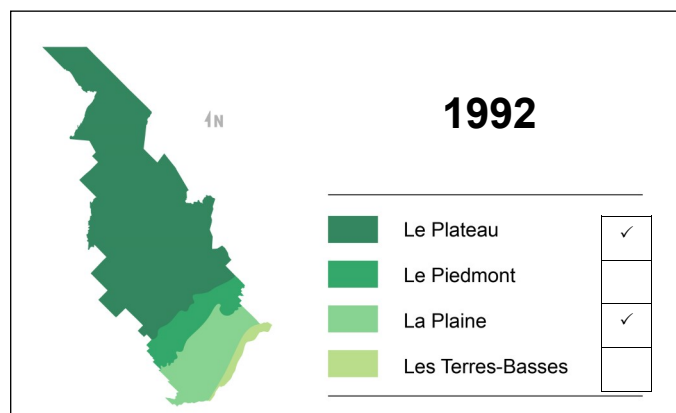 N
1992
Le Plateau ✓
Le Piedmont
La Plaine ✓
Les Terres-Basses